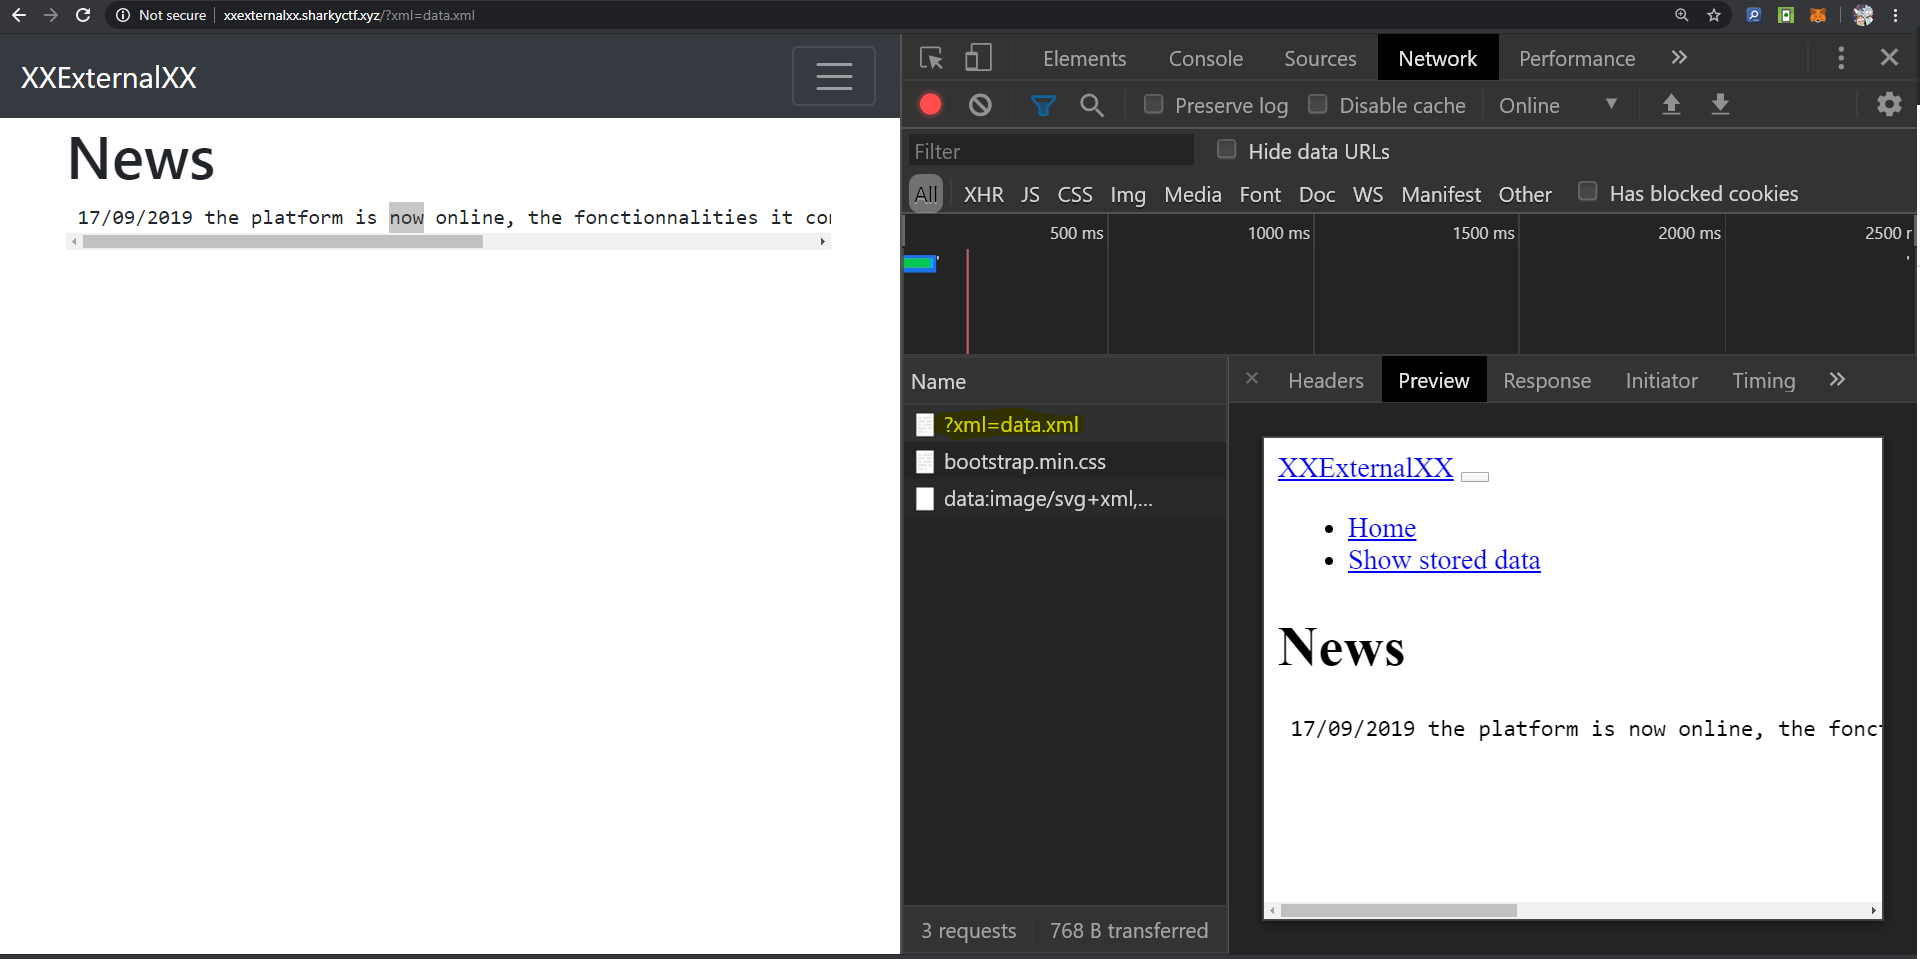 Not secure xxexternalxx.sharkyctf.xyz/?xml=data.xml
XXExternalXX
News
17/09/2019 the platform is now online, the fonctionnalities it co
Elements Console Sources Network Performance
Preserve log Disable cache Online
Filter Hide data URLs
All XHR JS CSS Img Media Font Doc WS Manifest Other Has blocked cookies
500 ms 1000 ms 1500 ms 2000 ms 2500
Name
?xml=data.xml
bootstrap.min.css
data:image/svg+xml,...
3 requests 768 B transferred
Headers Preview Response Initiator Timing
XXExternalXX
Home
Show stored data
News
17/09/2019 the platform is now online, the fonc